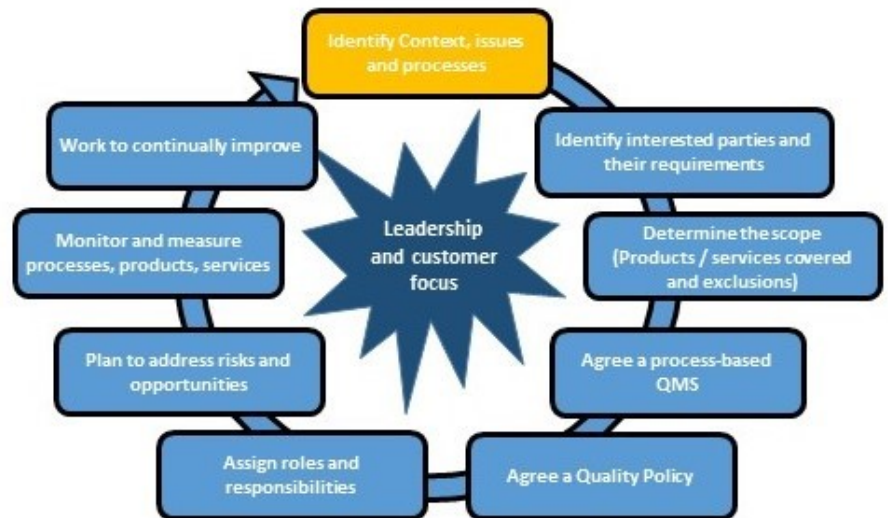 Identify Context, issues
and processes
Identify interested parties and
their requirements
Determine the scope
(Products / services covered
and exclusions)
Agree a process-based
QMS
Agree a Quality Policy
Assign roles and
responsibilities
Plan to address risks and
opportunities
Monitor and measure
processes, products, services
Work to continually improve
Leadership
and customer
focus